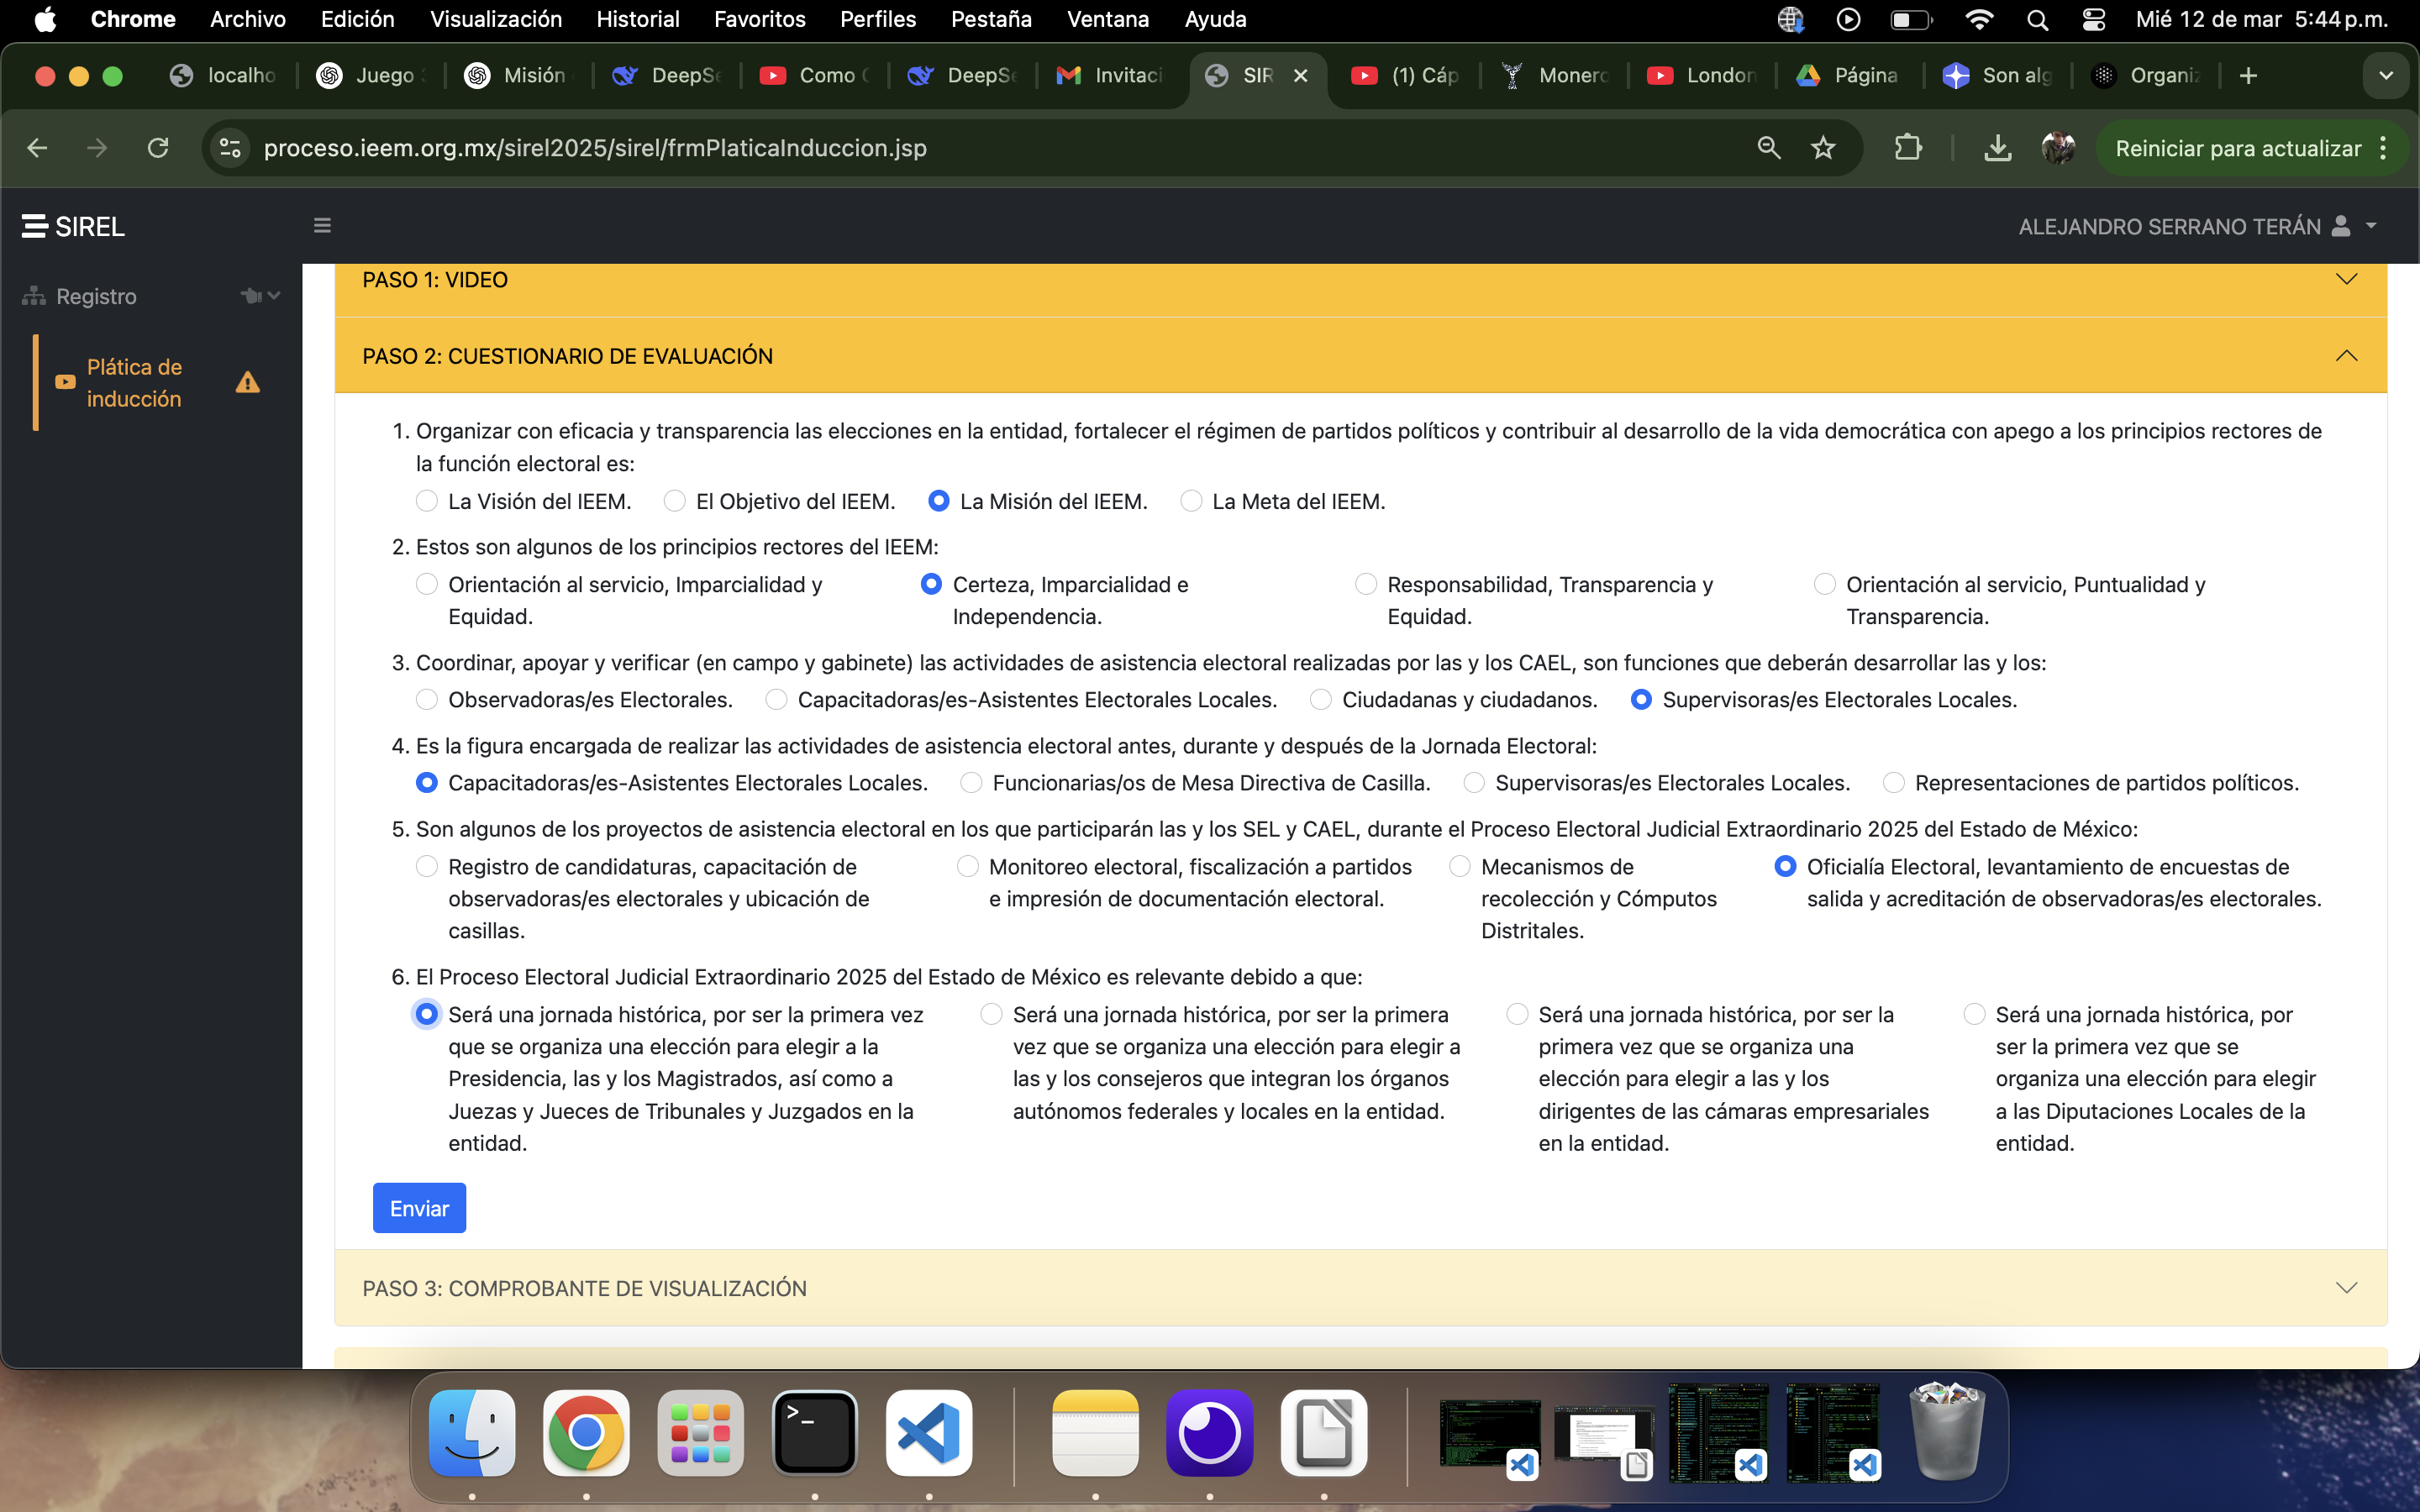 Chrome Archivo Edición Visualización Historial Favoritos Perfiles Pestaña Ventana Ayuda Mié 12 de mar 5:44 p.m.
localho Juego Misión DeepSe Como DeepSe Invitaci SIR (1) Cáp Monero London Página Son alg Organiz
proceso.ieem.org.mx/sirel2025/sirel/frmPlaticaInduccion.jsp Reiniciar para actualizar
SIREL ALEJANDRO SERRANO TERÁN
Registro
Plática de
inducción
PASO 1: VIDEO
PASO 2: CUESTIONARIO DE EVALUACIÓN
1. Organizar con eficacia y transparencia las elecciones en la entidad, fortalecer el régimen de partidos políticos y contribuir al desarrollo de la vida democrática con apego a los principios rectores de
la función electoral es:
La Visión del IEEM. El Objetivo del IEEM. La Misión del IEEM. La Meta del IEEM.
2. Estos son algunos de los principios rectores del IEEM:
Orientación al servicio, Imparcialidad y
Equidad.
Certeza, Imparcialidad e
Independencia.
Responsabilidad, Transparencia y
Equidad.
Orientación al servicio, Puntualidad y
Transparencia.
3. Coordinar, apoyar y verificar (en campo y gabinete) las actividades de asistencia electoral realizadas por las y los CAEL, son funciones que deberán desarrollar las y los:
Observadoras/es Electorales. Capacitadoras/es-Asistentes Electorales Locales. Ciudadanas y ciudadanos. Supervisoras/es Electorales Locales.
4. Es la figura encargada de realizar las actividades de asistencia electoral antes, durante y después de la Jornada Electoral:
Capacitadoras/es-Asistentes Electorales Locales. Funcionarias/os de Mesa Directiva de Casilla. Supervisoras/es Electorales Locales. Representaciones de partidos políticos.
5. Son algunos de los proyectos de asistencia electoral en los que participarán las y los SEL y CAEL, durante el Proceso Electoral Judicial Extraordinario 2025 del Estado de México:
Registro de candidaturas, capacitación de
observadoras/es electorales y ubicación de
casillas.
Monitoreo electoral, fiscalización a partidos
e impresión de documentación electoral.
Mecanismos de
recolección y Cómputos
Distritales.
Oficialía Electoral, levantamiento de encuestas de
salida y acreditación de observadoras/es electorales.
6. El Proceso Electoral Judicial Extraordinario 2025 del Estado de México es relevante debido a que:
Será una jornada histórica, por ser la primera vez
que se organiza una elección para elegir a la
Presidencia, las y los Magistrados, así como a
Juezas y Jueces de Tribunales y Juzgados en la
entidad.
Será una jornada histórica, por ser la primera
vez que se organiza una elección para elegir a
las y los consejeros que integran los órganos
autónomos federales y locales en la entidad.
Será una jornada histórica, por ser la
primera vez que se organiza una
elección para elegir a las y los
dirigentes de las cámaras empresariales
en la entidad.
Será una jornada histórica, por
ser la primera vez que se
organiza una elección para elegir
a las Diputaciones Locales de la
entidad.
Enviar
PASO 3: COMPROBANTE DE VISUALIZACIÓN